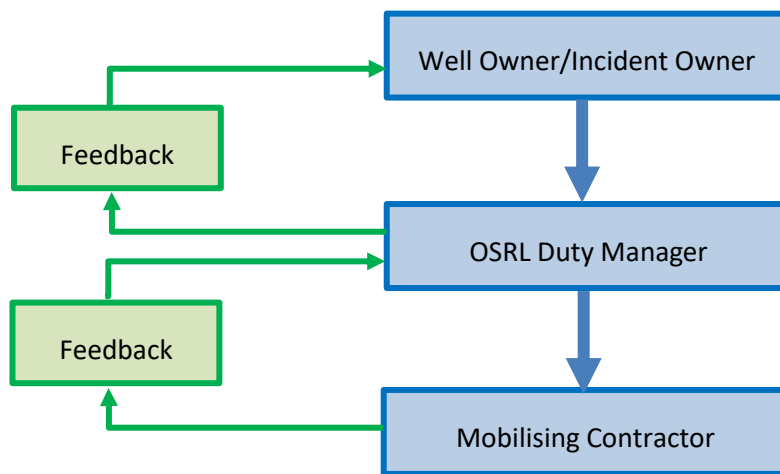 Well Owner/Incident Owner
Feedback
OSRL Duty Manager
Feedback
Mobilising Contractor